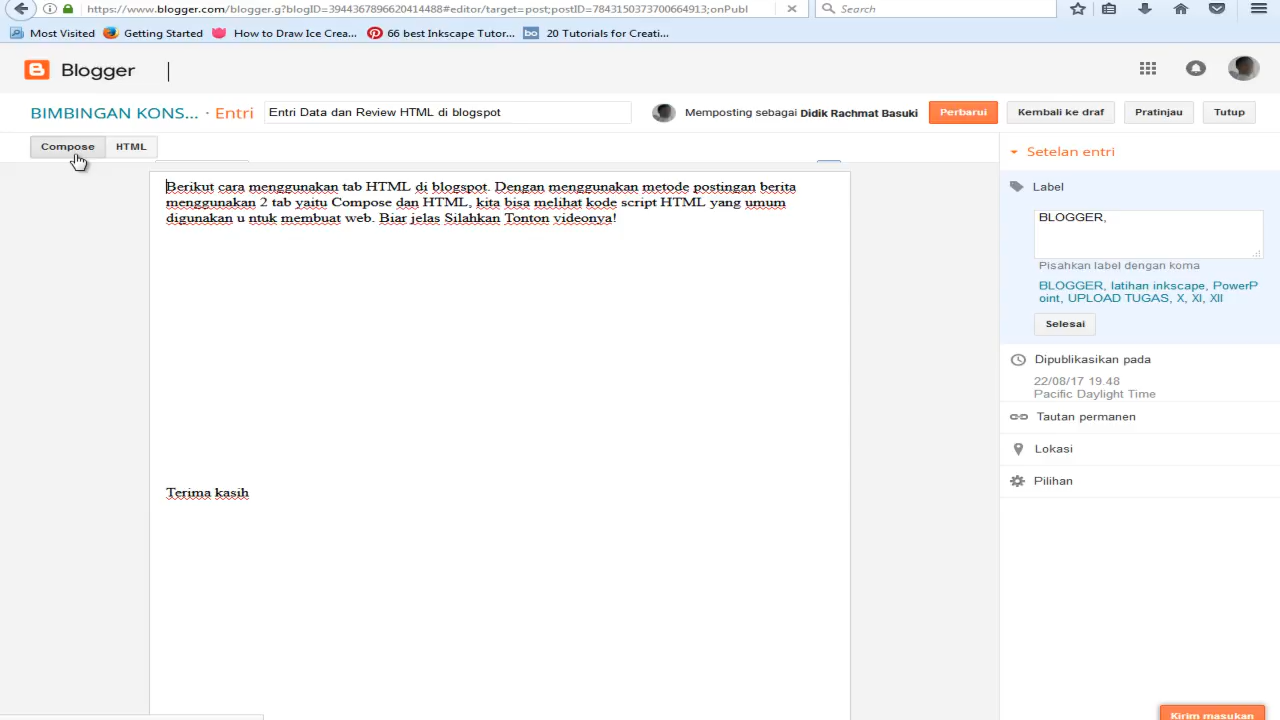 https://www.blogger.com/blogger.g?blogID=3944367896620414488#editor/target=post;postID=7843150373700664913;onPubl
Search
Most Visited
Getting Started
How to Draw Ice Crea...
66 best Inkscape Tutor...
bo
20 Tutorials for Creati...
Blogger
BIMBINGAN KONS... · Entri
Entri Data dan Review HTML di blogspot
Memposting sebagai Didik Rachmat Basuki
Perbarui
Kembali ke draf
Pratinjau
Tutup
Compose
HTML
Setelan entri
Berikut cara menggunakan tab HTML di blogspot. Dengan menggunakan metode postingan berita
menggunakan 2 tab yaitu Compose dan HTML, kita bisa melihat kode script HTML yang umum
digunakan u ntuk membuat web. Biar jelas Silahkan Tonton videonya!
Terima kasih
Label
BLOGGER,
Pisahkan label dengan koma
BLOGGER, latihan inkscape, PowerP
oint, UPLOAD TUGAS, X, XI, XII
Selesai
Dipublikasikan pada
22/08/17 19.48
Pacific Daylight Time
Tautan permanen
Lokasi
Pilihan
Kirim masukan